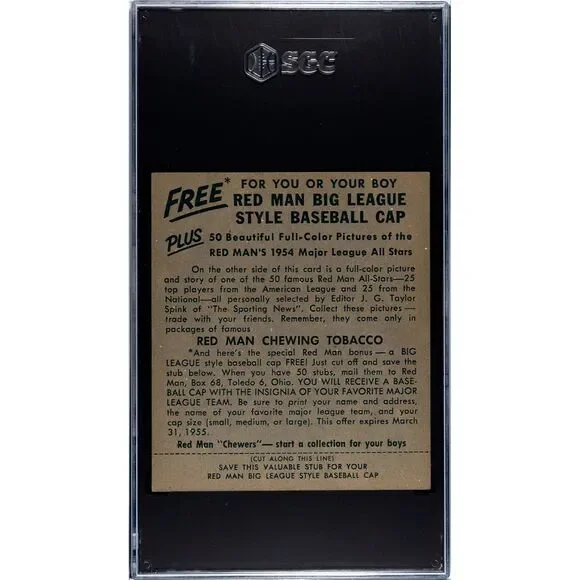 SGC
FREE* FOR YOU OR YOUR BOY
RED MAN BIG LEAGUE
STYLE BASEBALL CAP
PLUS 50 Beautiful Full-Color Pictures of the
RED MAN'S 1954 Major League All Stars
On the other side of this card is a full-color picture
and story of one of the 50 famous Red Man All-Stars—25
top players from the American League and 25 from the
National—all personally selected by Editor J. G. Taylor
Spink of "The Sporting News". Collect these pictures—
trade with your friends. Remember, they come only in
packages of famous
RED MAN CHEWING TOBACCO
*And here's the special Red Man bonus—a BIG
LEAGUE style baseball cap FREE! Just cut off and save
the stub below. When you have 50 stubs, mail them to Red
Man, Box 68, Toledo 6, Ohio. YOU WILL RECEIVE A BASE-
BALL CAP WITH THE INSIGNIA OF YOUR FAVORITE MAJOR
LEAGUE TEAM. Be sure to print your name and address,
the name of your favorite major league team, and your
cap size (small, medium, or large). This offer expires March
31, 1955.
Red Man "Chewers"—start a collection for your boys
(CUT ALONG THIS LINE)
SAVE THIS VALUABLE STUB FOR YOUR
RED MAN BIG LEAGUE STYLE BASEBALL CAP